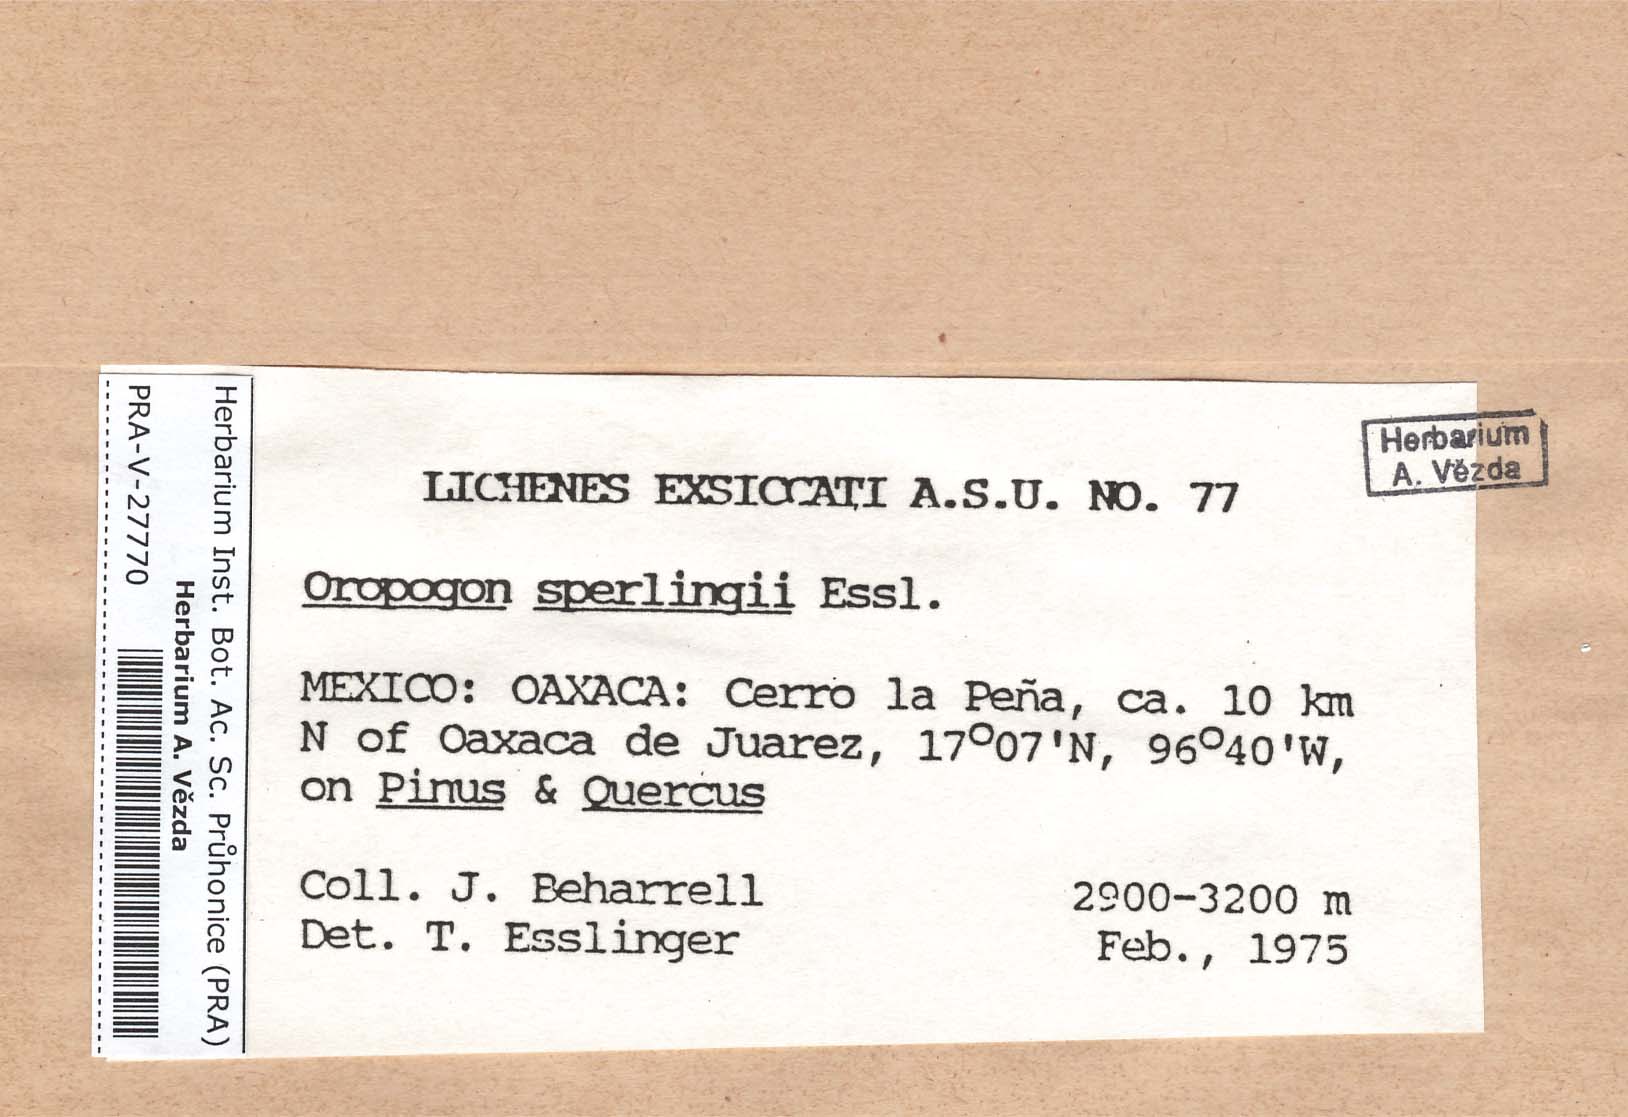 Herbarium Inst. Bot. Ac. Sc. Průhonice (PRA)
Herbarium A. Vězda
PRA-V-27770
Herbarium
A. Vězda
LICHENES EXSICCATI A.S.U. NO. 77
Oropogon sperlingii Essl.
MEXICO: OAXACA: Cerro la Peña, ca. 10 km
N of Oaxaca de Juarez, 17°07'N, 96°40'W,
on Pinus & Quercus
Coll. J. Beharrell 2900-3200 m
Det. T. Esslinger Feb., 1975